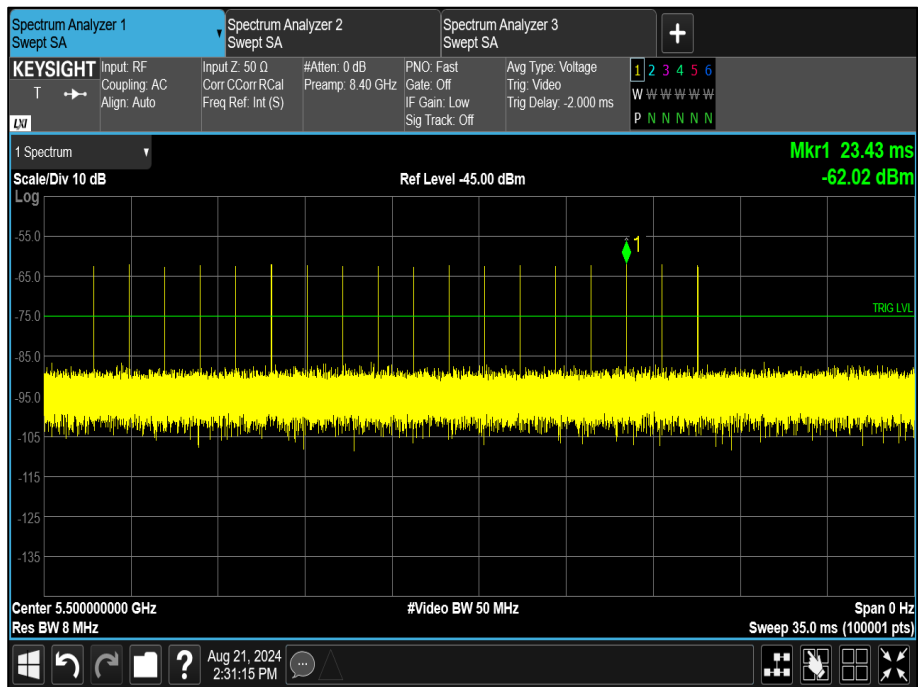 Spectrum Analyzer 1
Swept SA
Spectrum Analyzer 2
Swept SA
Spectrum Analyzer 3
Swept SA
KEYSIGHT
T
LXI
Input: RF
Coupling: AC
Align: Auto
Input Z: 50 Ω
Corr CCorr RCal
Freq Ref: Int (S)
#Atten: 0 dB
Preamp: 8.40 GHz
PNO: Fast
Gate: Off
IF Gain: Low
Sig Track: Off
Avg Type: Voltage
Trig: Video
Trig Delay: -2.000 ms
1 2 3 4 5 6
W W W W W W
P N N N N N
1 Spectrum
Mkr1 23.43 ms
Scale/Div 10 dB
Ref Level -45.00 dBm
-62.02 dBm
Log
1
-55.0
-65.0
TRIG LVL
-75.0
-85.0
-95.0
-105
-115
-125
-135
Center 5.500000000 GHz
#Video BW 50 MHz
Span 0 Hz
Res BW 8 MHz
Sweep 35.0 ms (100001 pts)
?
Aug 21, 2024
2:31:15 PM